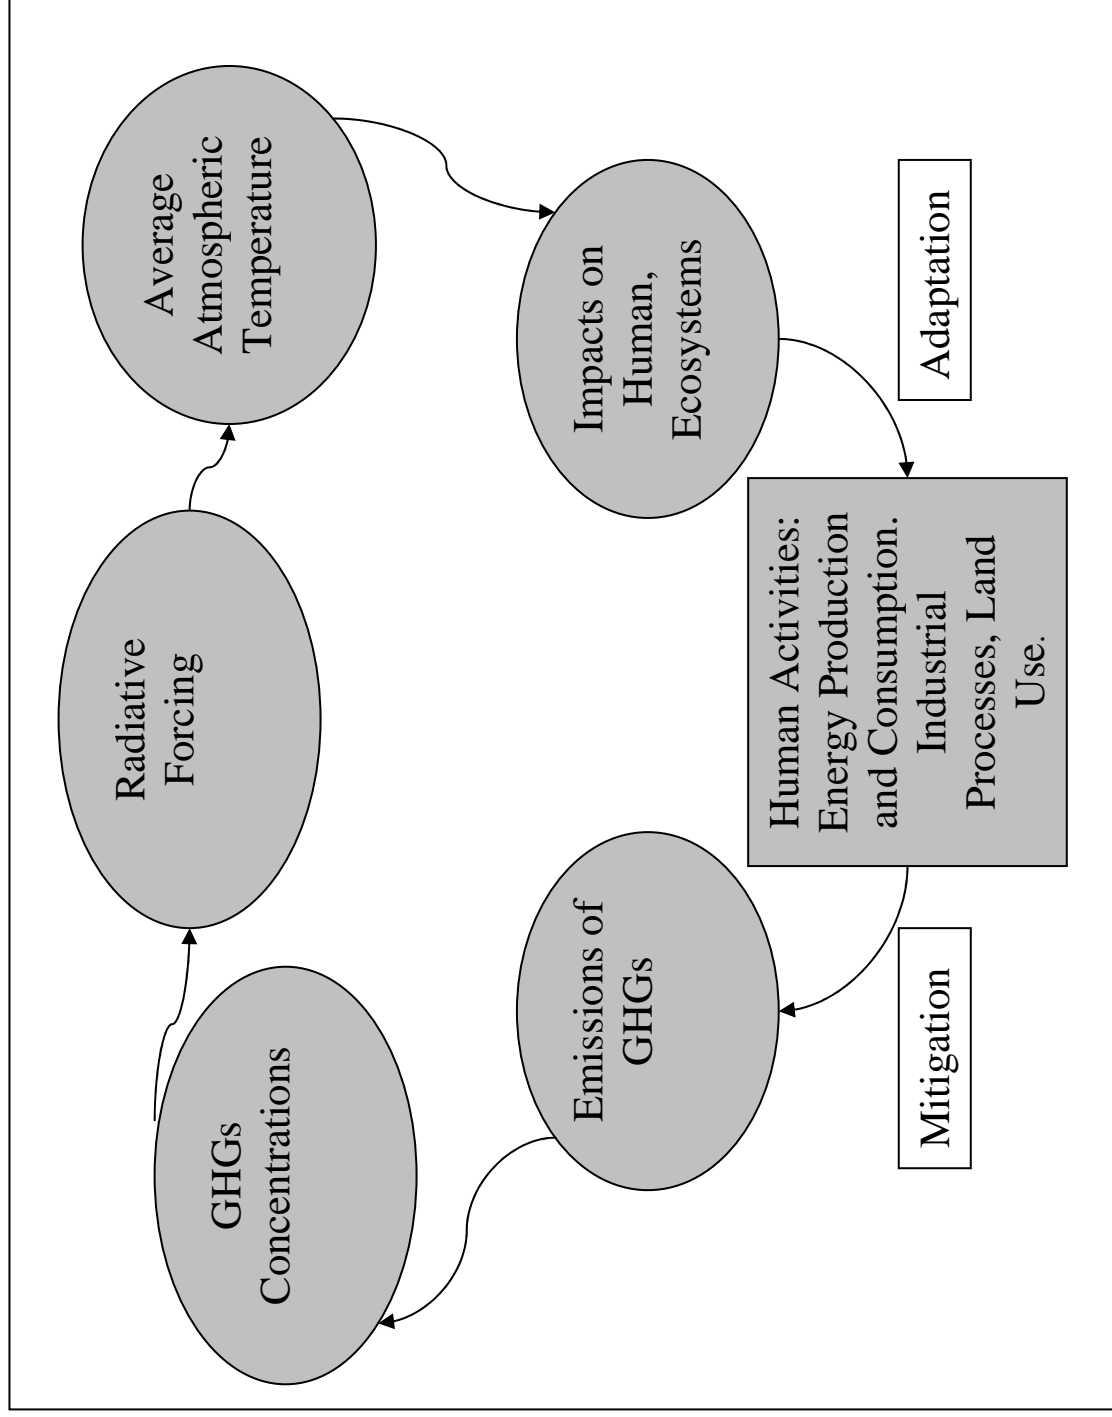 GHGs
Concentrations
Radiative
Forcing
Average
Atmospheric
Temperature
Emissions of
GHGs
Impacts on
Human,
Ecosystems
Human Activities:
Energy Production
and Consumption.
Industrial
Processes, Land
Use.
Mitigation
Adaptation